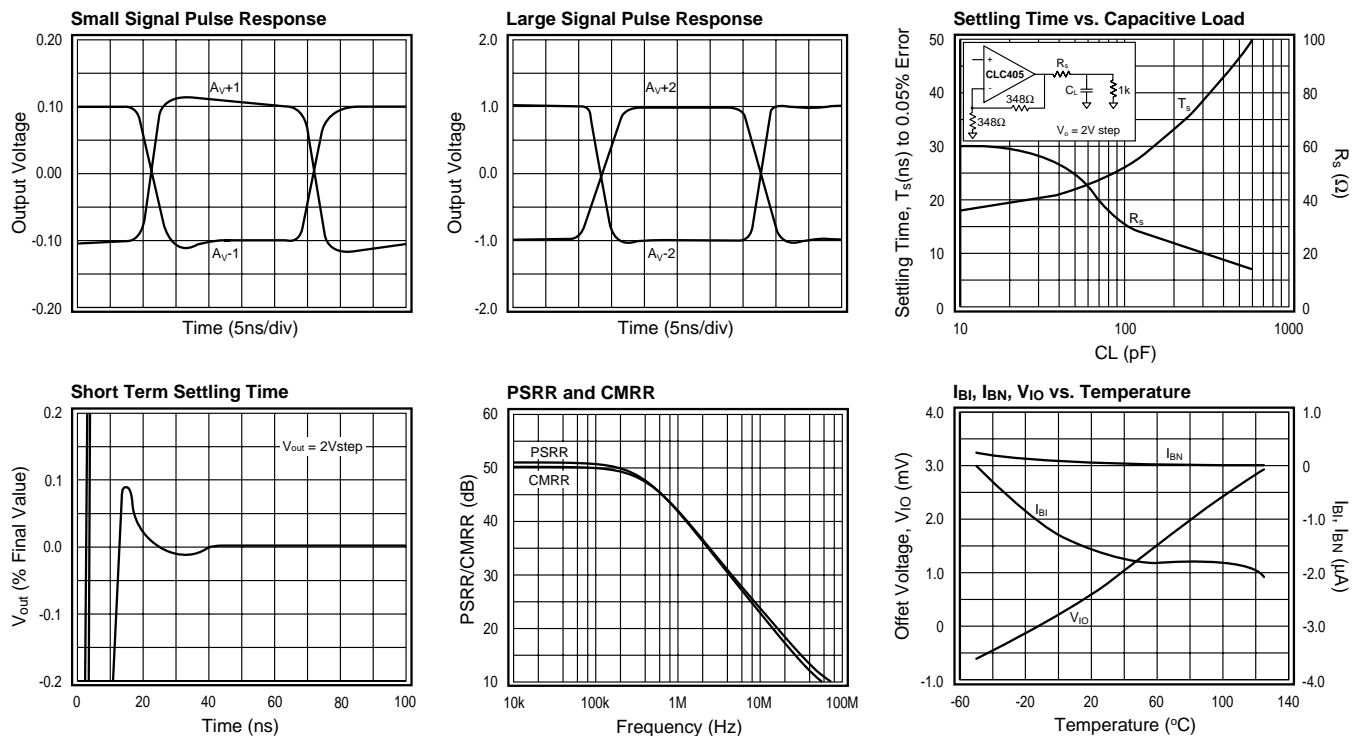 Small Signal Pulse Response
0.20
0.10
0.00
-0.10
-0.20
Output Voltage
AV+1
AV-1
Time (5ns/div)
Large Signal Pulse Response
2.0
1.0
0.00
-1.0
-2.0
Output Voltage
AV+2
AV-2
Time (5ns/div)
Settling Time vs. Capacitive Load
50
40
30
20
10
0
Settling Time, Ts(ns) to 0.05% Error
+
CLC405
-
Rs
CL
1k
348Ω
348Ω
Vo = 2V step
Ts
Rs
100
80
60
40
20
0
Rs (Ω)
10
100
1000
CL (pF)
Short Term Settling Time
0.2
0.1
0.0
-0.1
-0.2
Vout (% Final Value)
Vout = 2Vstep
0
20
40
60
80
100
Time (ns)
PSRR and CMRR
60
50
40
30
20
10
PSRR/CMRR (dB)
PSRR
CMRR
10k
100k
1M
10M
100M
Frequency (Hz)
IBI, IBN, VIO vs. Temperature
4.0
3.0
2.0
1.0
0
-1.0
Offet Voltage, VIO (mV)
IBN
IBI
VIO
1.0
0
-1.0
-2.0
-3.0
-4.0
IBI, IBN (µA)
-60
-20
20
60
100
140
Temperature (°C)